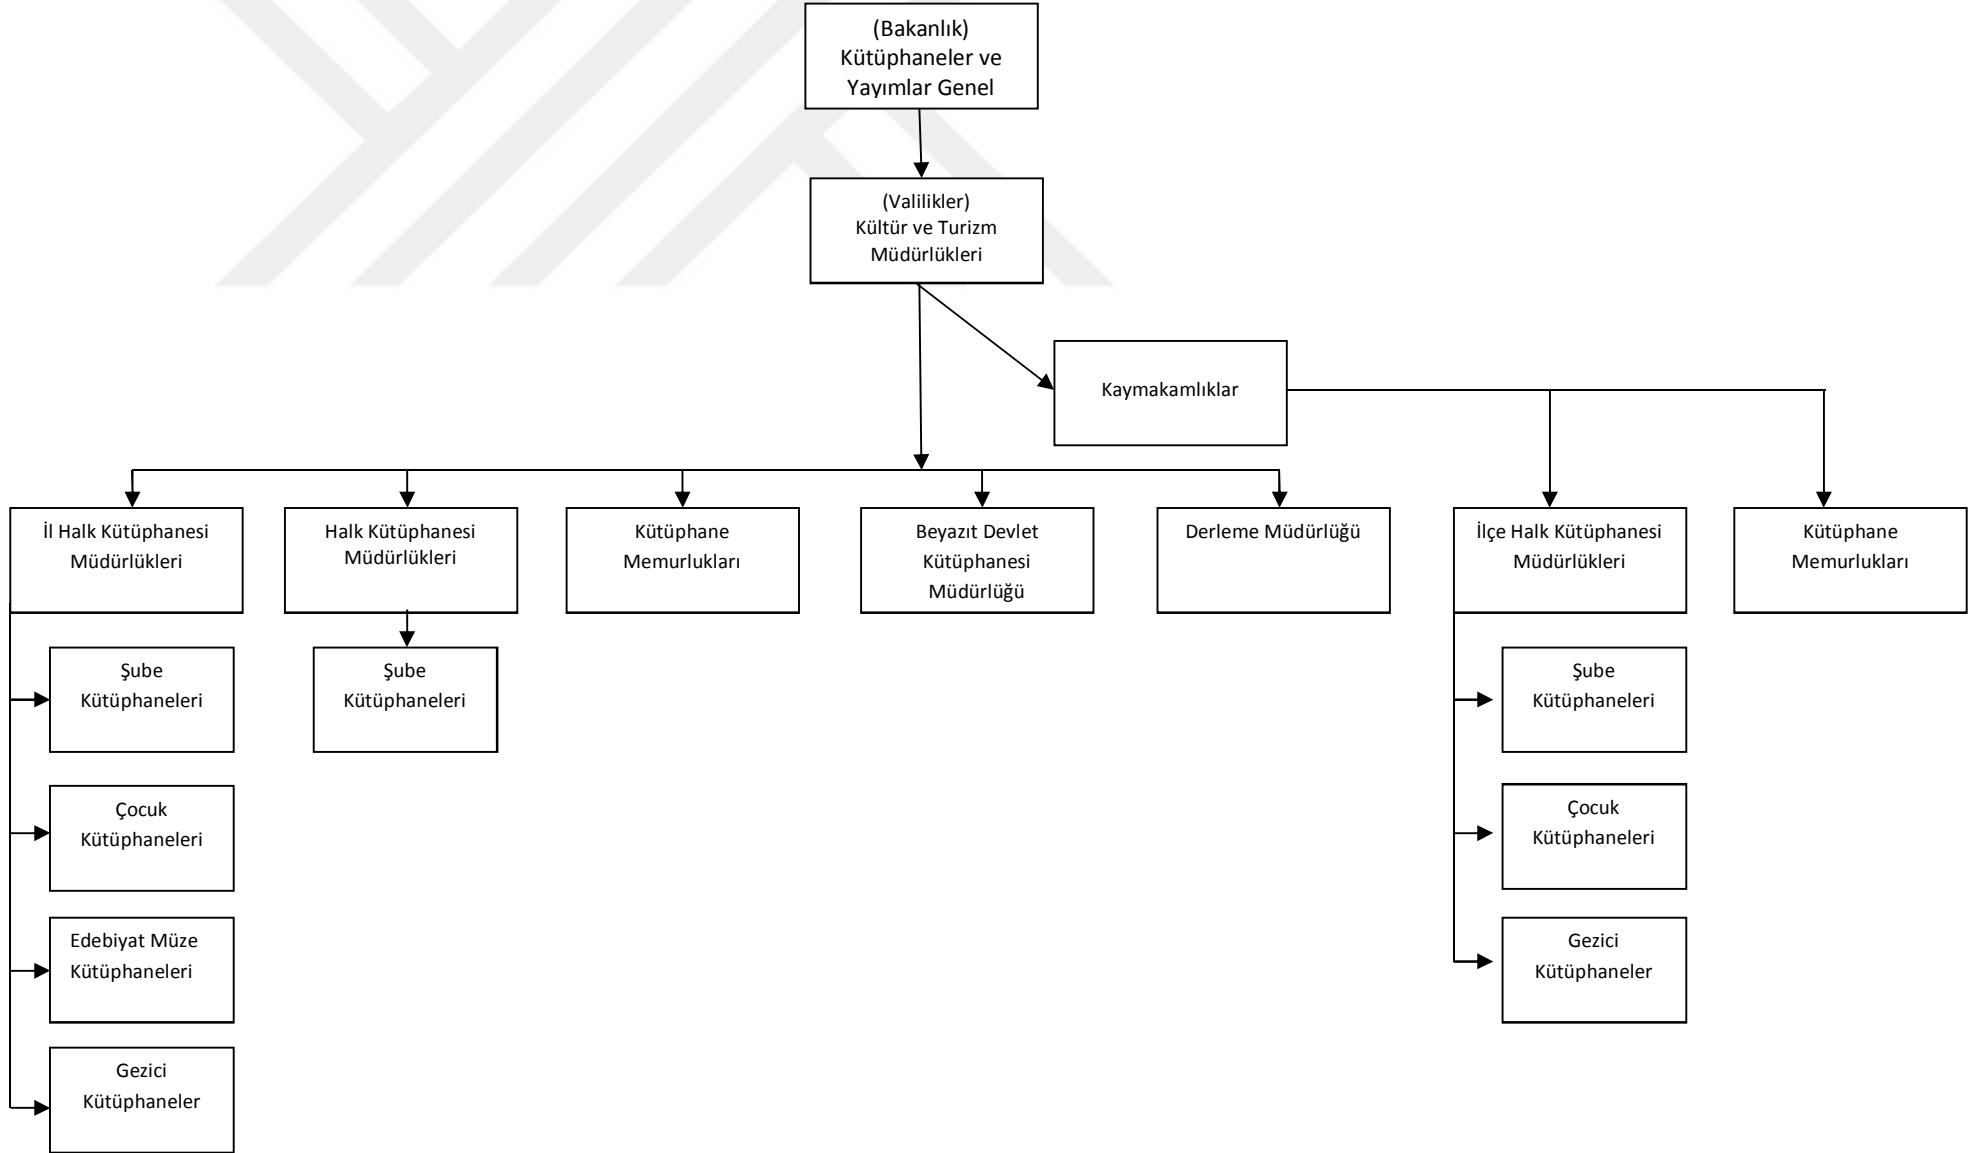 (Bakanlık)
Kütüphaneler ve
Yayımlar Genel
(Valilikler)
Kültür ve Turizm
Müdürlükleri
Kaymakamlıklar
İl Halk Kütüphanesi
Müdürlükleri
Halk Kütüphanesi
Müdürlükleri
Kütüphane
Memurlukları
Beyazıt Devlet
Kütüphanesi
Müdürlüğü
Derleme Müdürlüğü
İlçe Halk Kütüphanesi
Müdürlükleri
Kütüphane
Memurlukları
Şube
Kütüphaneleri
Çocuk
Kütüphaneleri
Edebiyat Müze
Kütüphaneleri
Gezici
Kütüphaneler
Şube
Kütüphaneleri
Şube
Kütüphaneleri
Çocuk
Kütüphaneleri
Gezici
Kütüphaneler